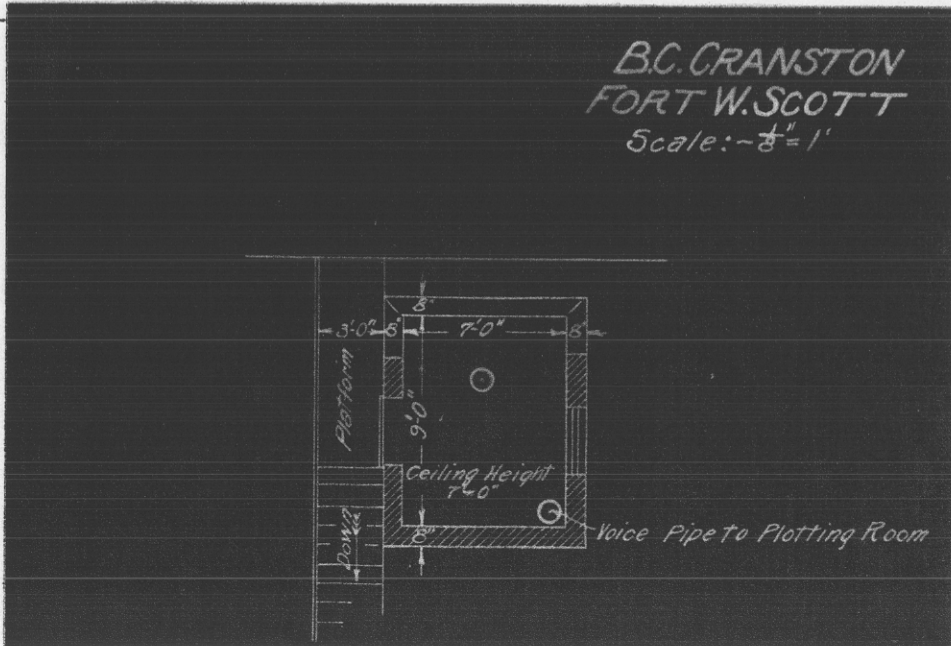 B.C. CRANSTON
FORT W. SCOTT
Scale:- 1/8" = 1'
8"
3'-0" 8" 7'-0" 8"
Platform
9'-0"
Ceiling Height
7'-0"
Down
8"
Voice Pipe to Plotting Room